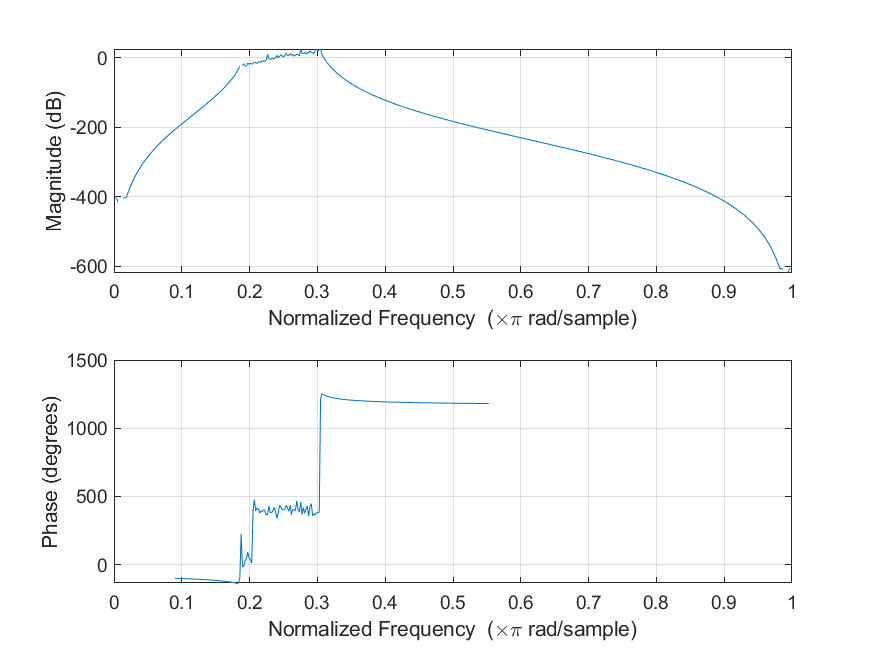 0
-200
-400
-600
Magnitude (dB)
0 0.1 0.2 0.3 0.4 0.5 0.6 0.7 0.8 0.9 1
Normalized Frequency (×π rad/sample)
1500
1000
500
0
Phase (degrees)
0 0.1 0.2 0.3 0.4 0.5 0.6 0.7 0.8 0.9 1
Normalized Frequency (×π rad/sample)